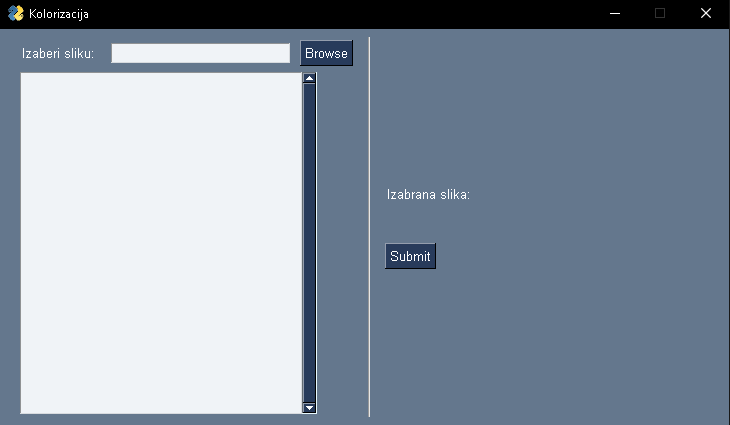 Kolorizacija
Izaberi sliku:
Browse
Izabrana slika:
Submit